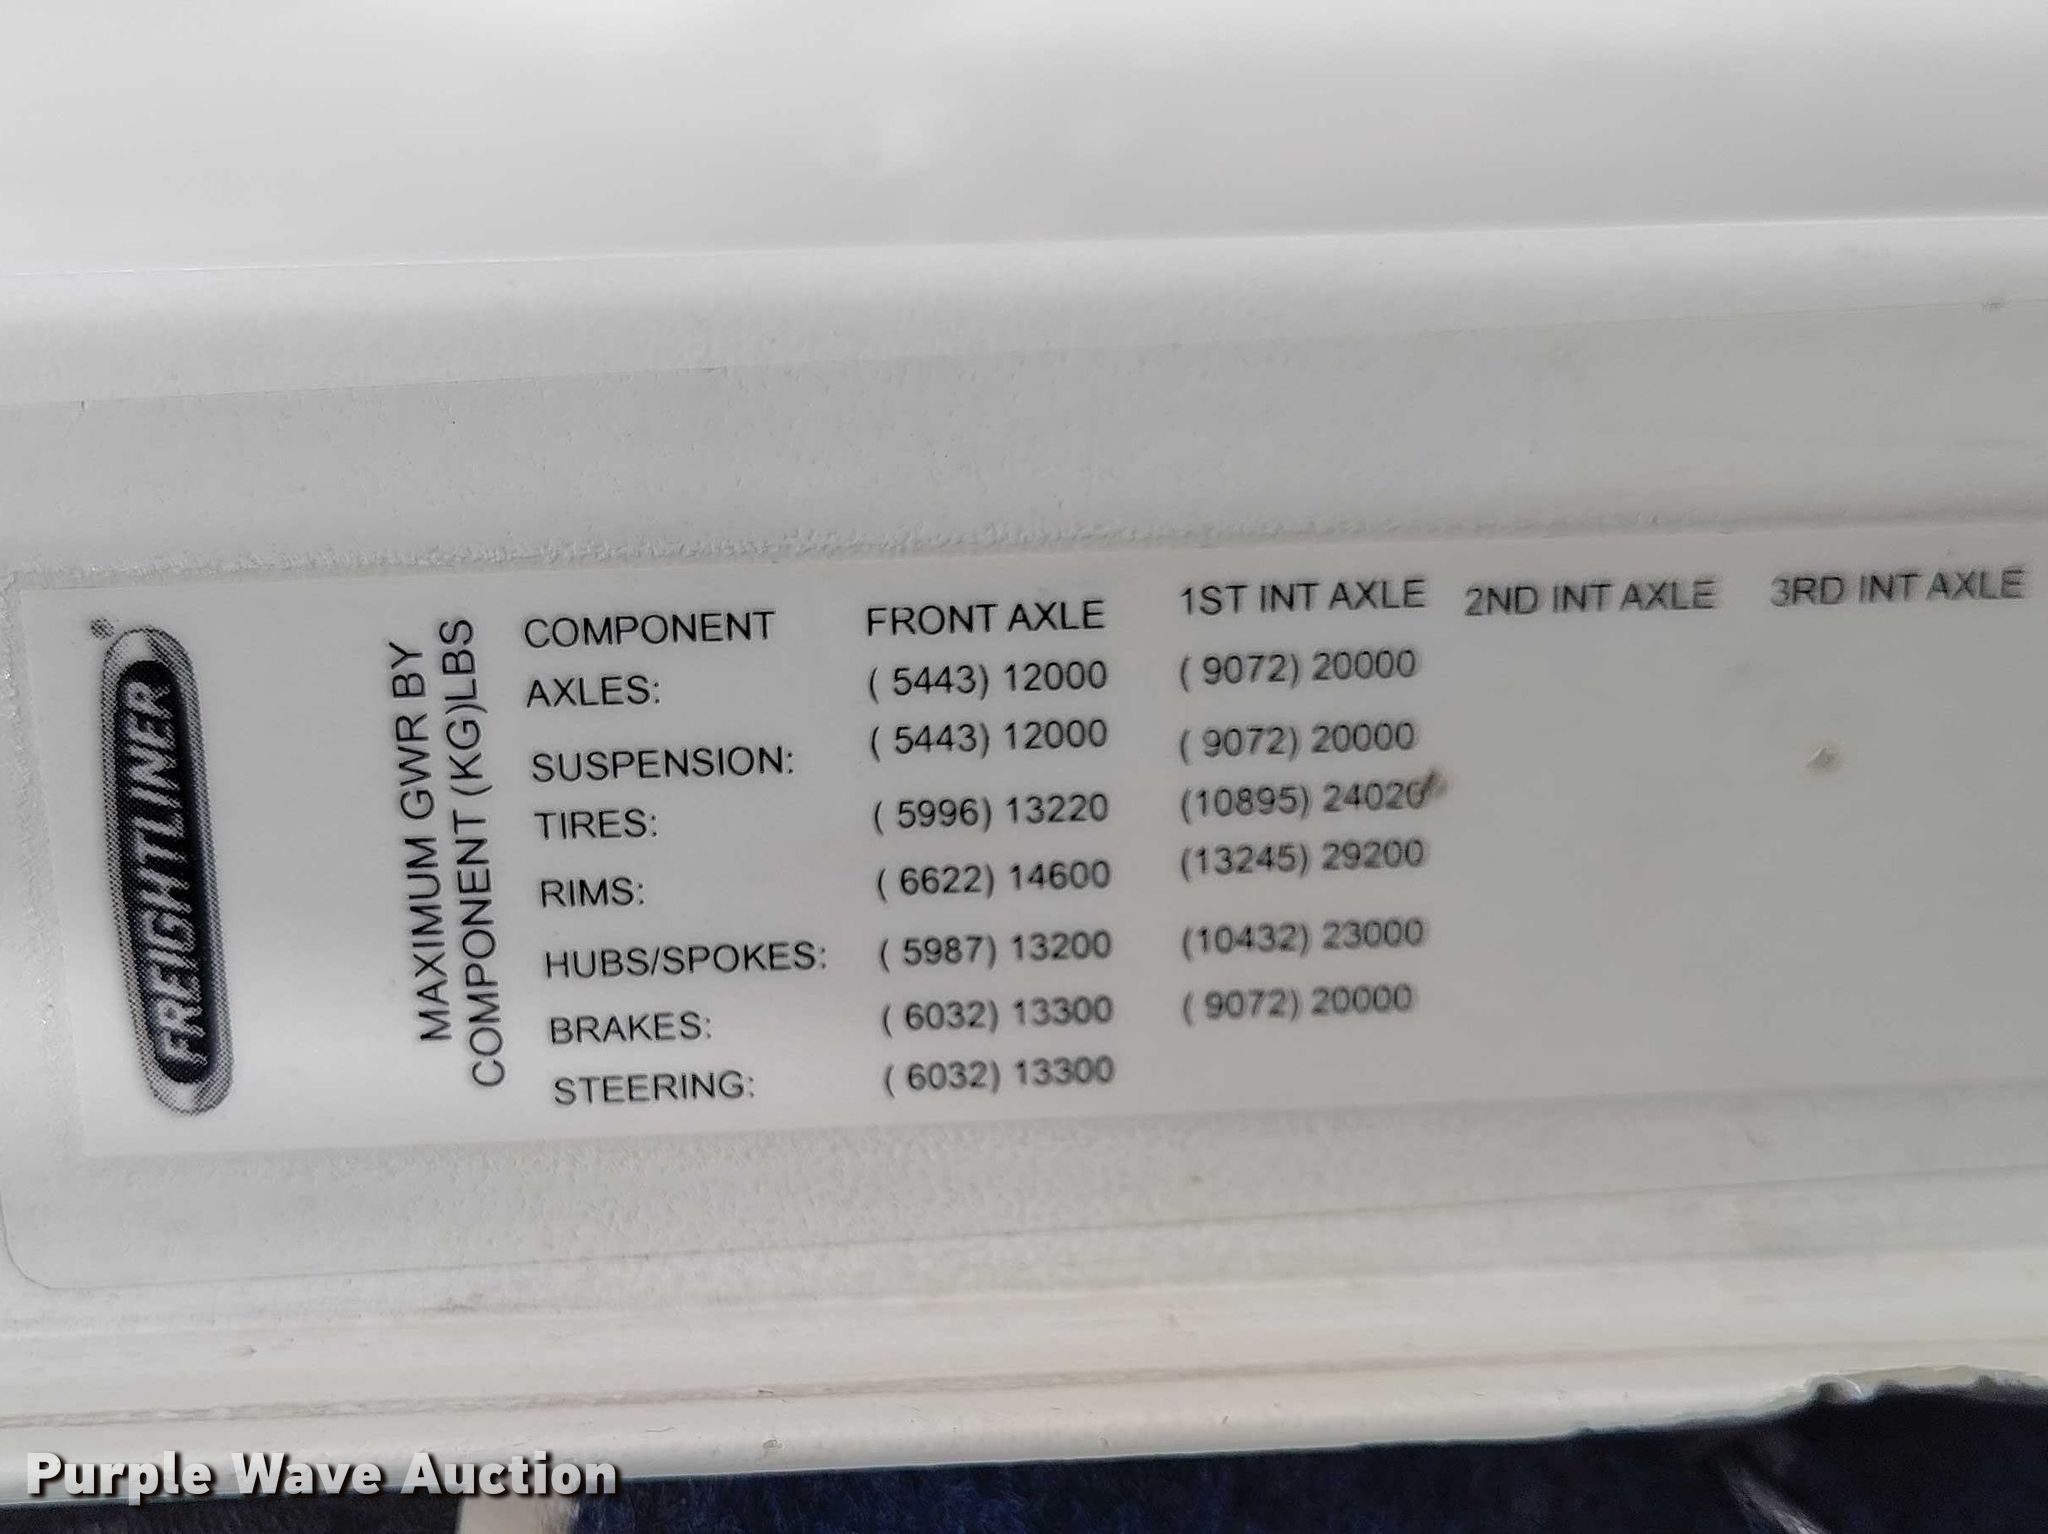 FREIGHTLINER®
MAXIMUM GWR BY
COMPONENT (KG)LBS
COMPONENT FRONT AXLE 1ST INT AXLE 2ND INT AXLE 3RD INT AXLE
AXLES: ( 5443) 12000 ( 9072) 20000
SUSPENSION: ( 5443) 12000 ( 9072) 20000
TIRES: ( 5996) 13220 (10895) 24020
RIMS: ( 6622) 14600 (13245) 29200
HUBS/SPOKES: ( 5987) 13200 (10432) 23000
BRAKES: ( 6032) 13300 ( 9072) 20000
STEERING: ( 6032) 13300
Purple Wave Auction